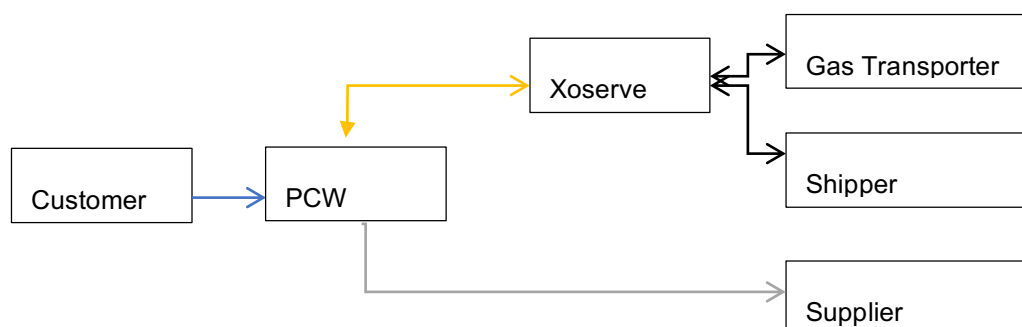 Gas Transporter
Xoserve
Customer
PCW
Shipper
Supplier